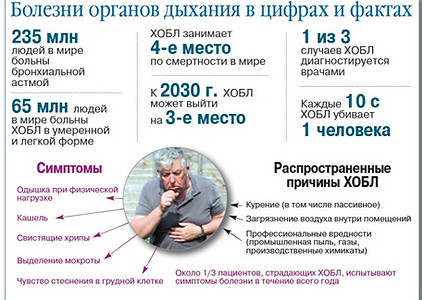 Болезни органов дыхания в цифрах и фактах
235 млн
людей в мире
больны
бронхиальной
астмой
65 млн людей
в мире больны
ХОБЛ в умеренной
и легкой форме
ХОБЛ занимает
4-е место
по смертности в мире
К 2030 г. ХОБЛ
может выйти
на 3-е место
1 из 3
случаев ХОБЛ
диагностируется
врачами
Каждые 10 с
ХОБЛ убивает
1 человека
Симптомы
Одышка при физической
нагрузке
Кашель
Свистящие хрипы
Выделение мокроты
Чувство стеснения в грудной клетке
Распространенные
причины ХОБЛ
Курение (в том числе пассивное)
Загрязнение воздуха внутри помещений
Профессиональные вредности
(промышленная пыль, газы,
производственные химикаты)
Около 1/3 пациентов, страдающих ХОБЛ, испытывают
симптомы болезни в течение всего года